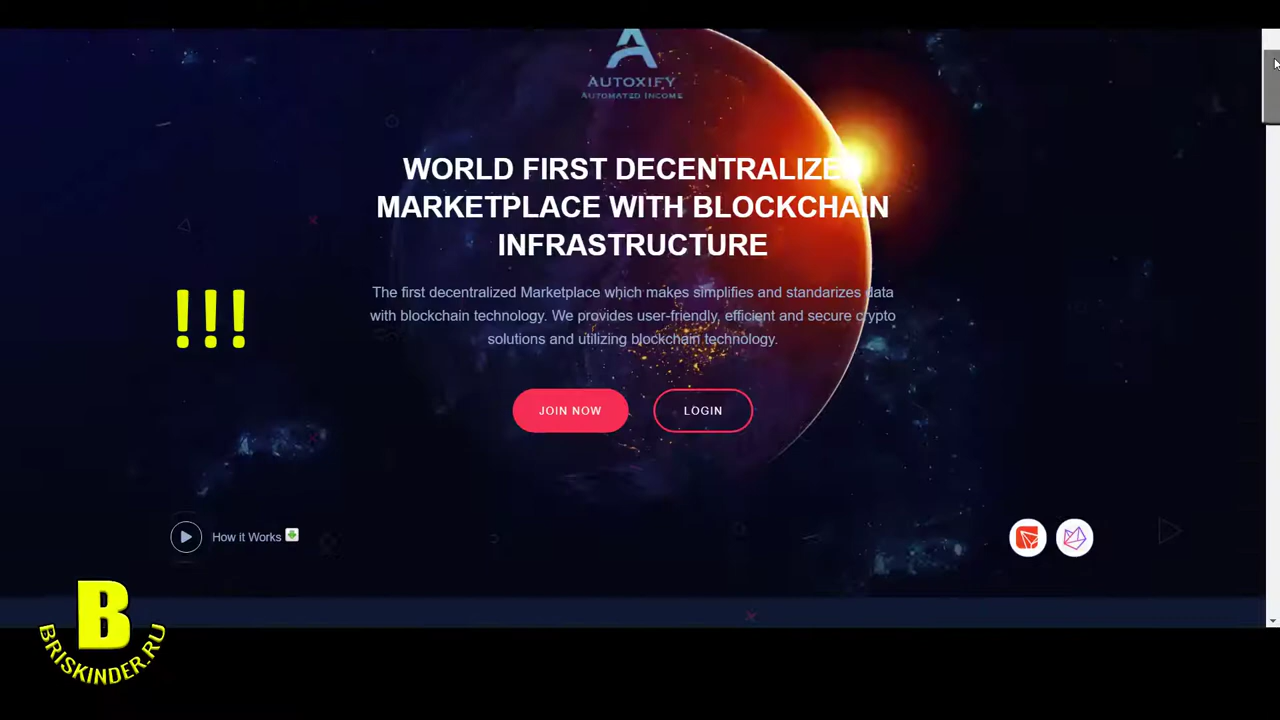 AUTOXIFY
AUTOMATED INCOME
WORLD FIRST DECENTRALIZED
MARKETPLACE WITH BLOCKCHAIN
INFRASTRUCTURE
The first decentralized Marketplace which makes simplifies and standarizes data
with blockchain technology. We provides user-friendly, efficient and secure crypto
solutions and utilizing blockchain technology.
!!!
JOIN NOW
LOGIN
How it Works
B
BRISKINDER.RU